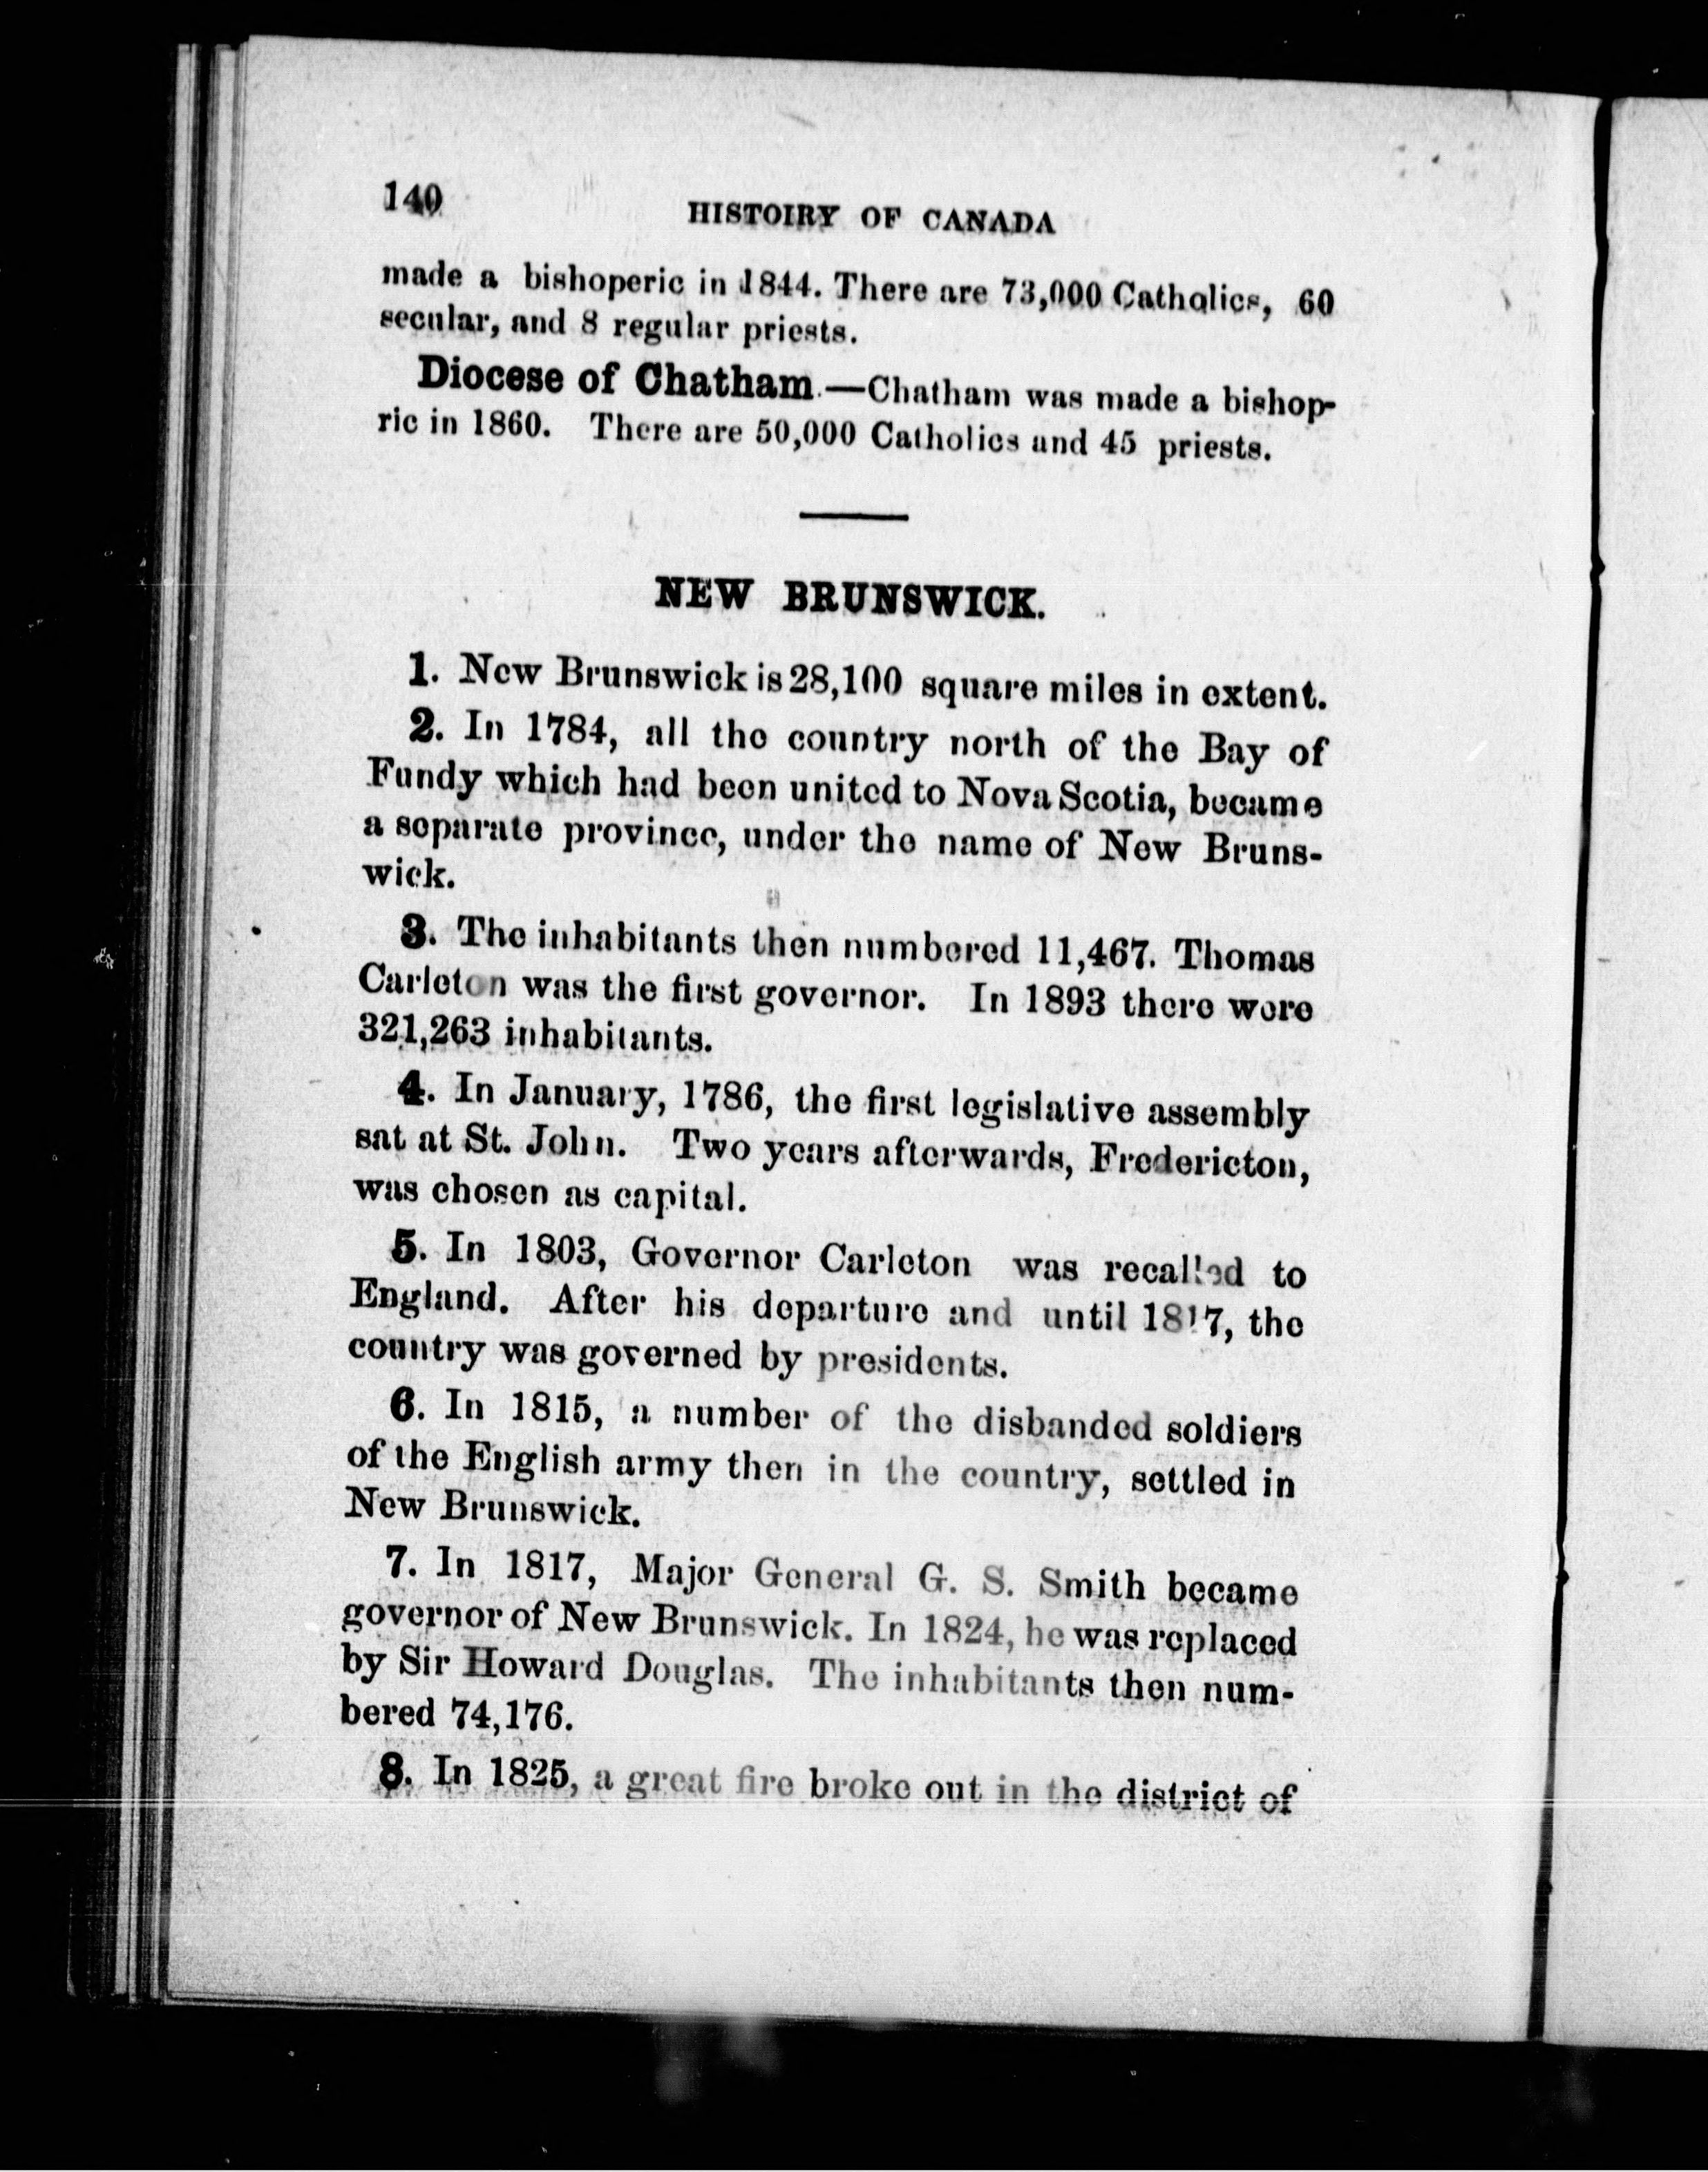 140
HISTOIRY OF CANADA
made a bishoperic in 1844. There are 73,000 Catholics, 60
secular, and 8 regular priests.
Diocese of Chatham.—Chatham was made a bishop-
ric in 1860. There are 50,000 Catholics and 45 priests.
NEW BRUNSWICK.
1. New Brunswick is 28,100 square miles in extent.
2. In 1784, all the country north of the Bay of
Fundy which had been united to Nova Scotia, became
a separate province, under the name of New Bruns-
wick.
3. The inhabitants then numbered 11,467. Thomas
Carleton was the first governor. In 1893 there were
321,263 inhabitants.
4. In January, 1786, the first legislative assembly
sat at St. John. Two years afterwards, Fredericton,
was chosen as capital.
5. In 1803, Governor Carleton was recalled to
England. After his departure and until 1817, the
country was governed by presidents.
6. In 1815, a number of the disbanded soldiers
of the English army then in the country, settled in
New Brunswick.
7. In 1817, Major General G. S. Smith became
governor of New Brunswick. In 1824, he was replaced
by Sir Howard Douglas. The inhabitants then num-
bered 74,176.
8. In 1825, a great fire broke out in the district of